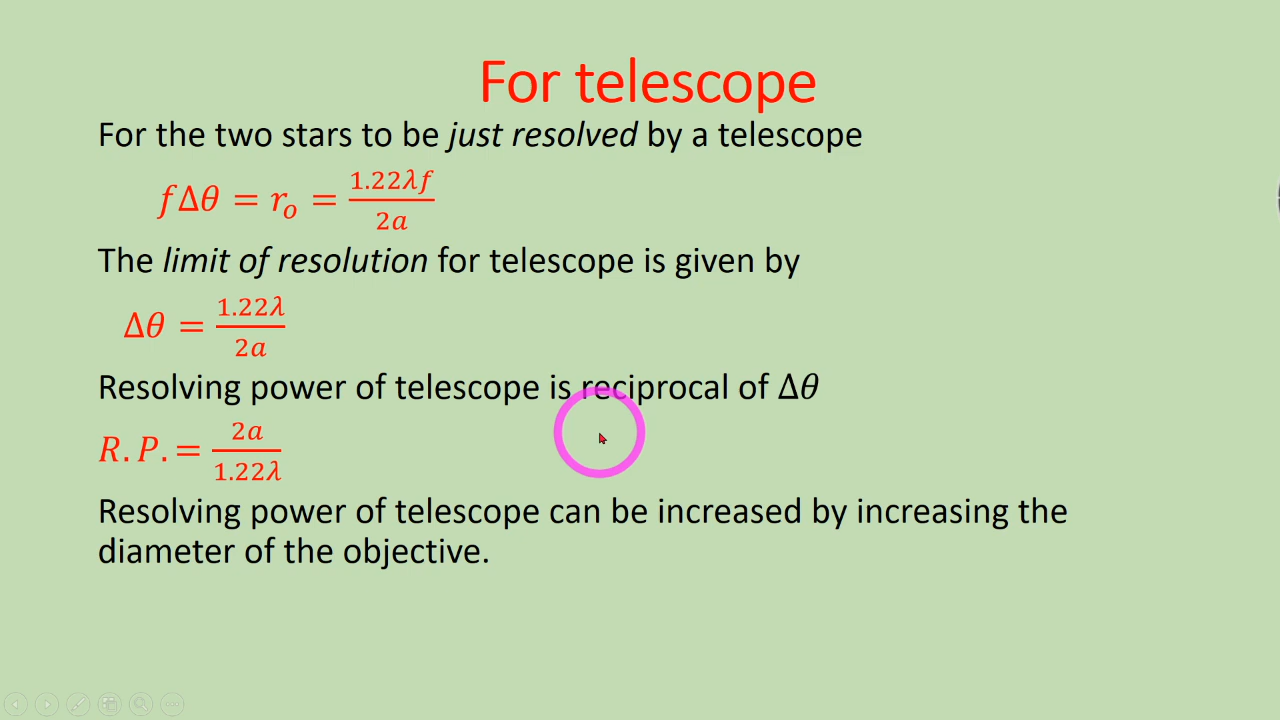 For telescope
For the two stars to be just resolved by a telescope
fΔθ = r₀ = 1.22λf / 2a
The limit of resolution for telescope is given by
Δθ = 1.22λ / 2a
Resolving power of telescope is reciprocal of Δθ
R.P. = 2a / 1.22λ
Resolving power of telescope can be increased by increasing the
diameter of the objective.